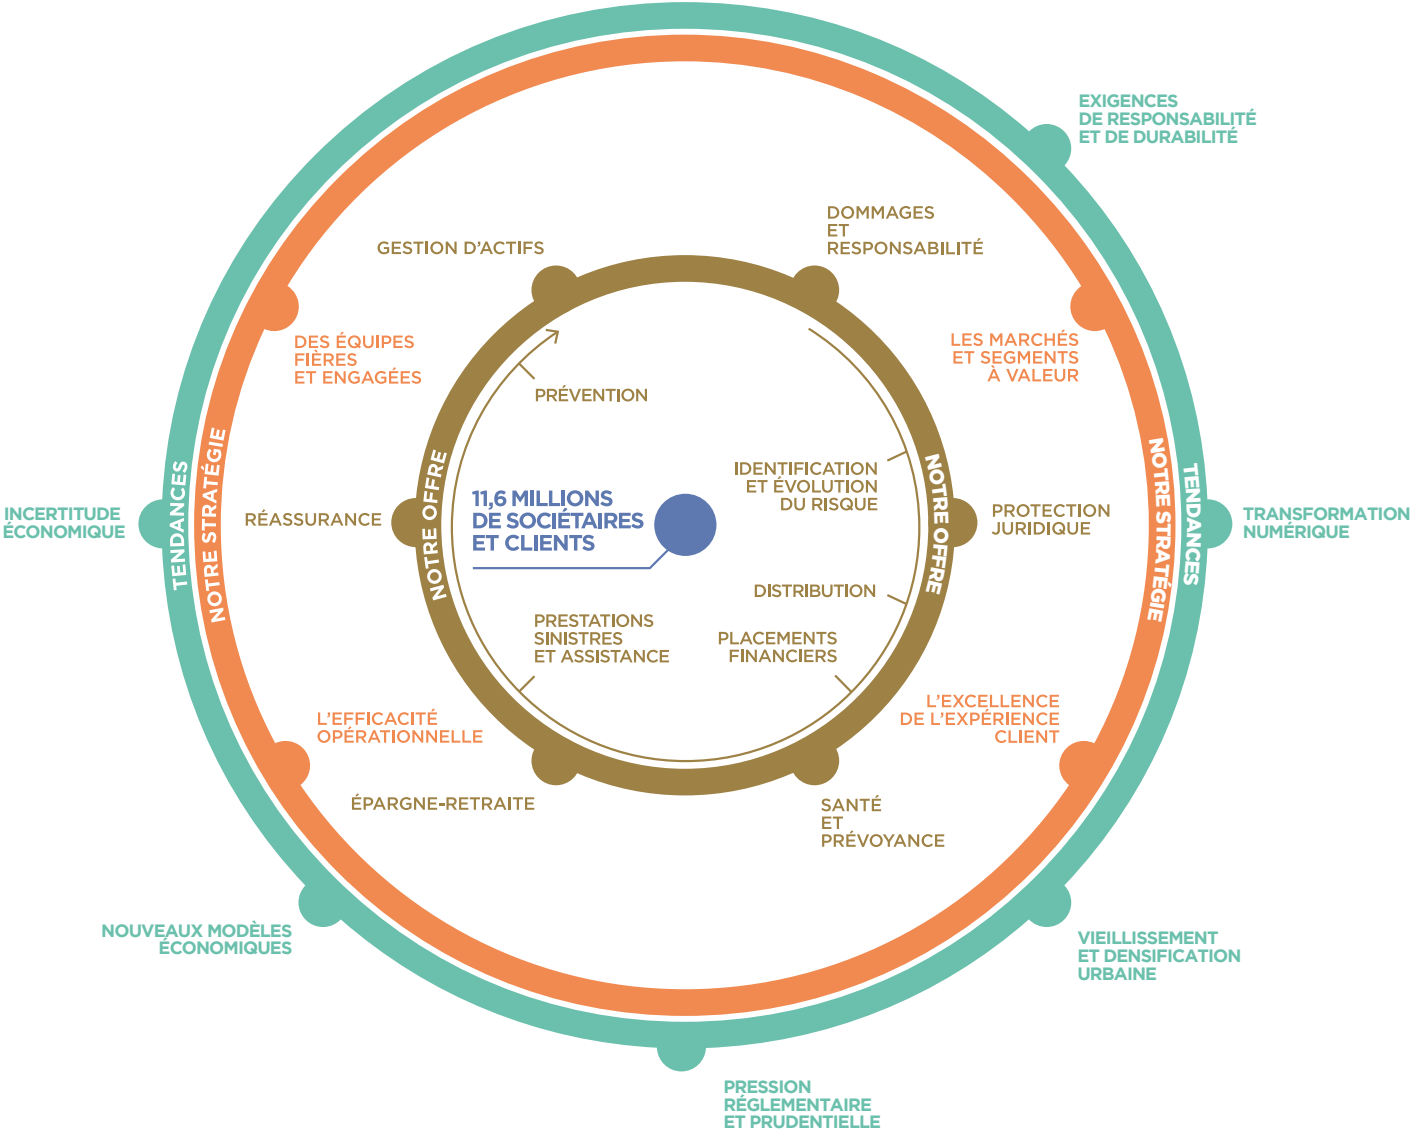 EXIGENCES
DE RESPONSABILITÉ
ET DE DURABILITÉ
DOMMAGES
ET
RESPONSABILITÉ
GESTION D'ACTIFS
DES ÉQUIPES
FIÈRES
ET ENGAGÉES
LES MARCHÉS
ET SEGMENTS
À VALEUR
PRÉVENTION
IDENTIFICATION
ET ÉVOLUTION
DU RISQUE
TENDANCES
NOTRE STRATÉGIE
NOTRE OFFRE
NOTRE OFFRE
NOTRE STRATÉGIE
TENDANCES
INCERTITUDE
ÉCONOMIQUE
RÉASSURANCE
11,6 MILLIONS
DE SOCIÉTAIRES
ET CLIENTS
PROTECTION
JURIDIQUE
TRANSFORMATION
NUMÉRIQUE
DISTRIBUTION
PRESTATIONS
SINISTRES
ET ASSISTANCE
PLACEMENTS
FINANCIERS
L'EFFICACITÉ
OPÉRATIONNELLE
L'EXCELLENCE
DE L'EXPÉRIENCE
CLIENT
ÉPARGNE-RETRAITE
SANTÉ
ET
PRÉVOYANCE
NOUVEAUX MODÈLES
ÉCONOMIQUES
VIEILLISSEMENT
ET DENSIFICATION
URBAINE
PRESSION
RÉGLEMENTAIRE
ET PRUDENTIELLE